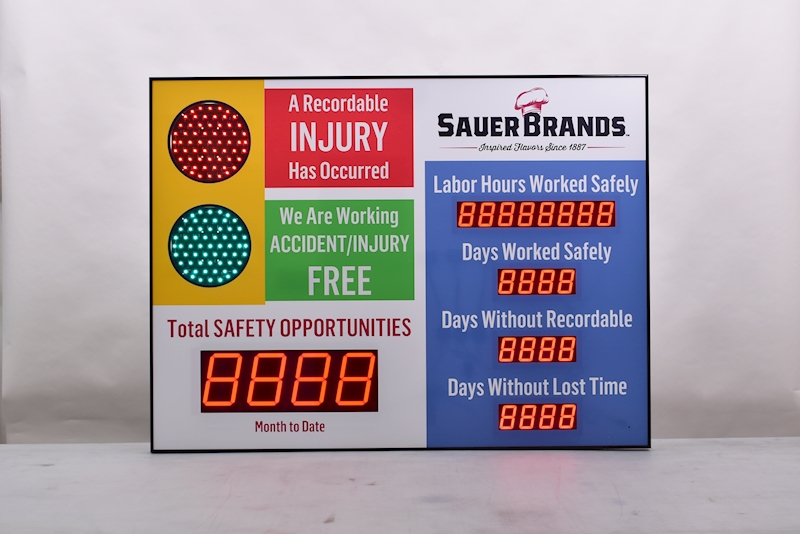 A Recordable
INJURY
Has Occurred
We Are Working
ACCIDENT/INJURY
FREE
Total SAFETY OPPORTUNITIES
8888
Month to Date
SAUER BRANDS™
Inspired Flavors Since 1887
Labor Hours Worked Safely
88888888
Days Worked Safely
8888
Days Without Recordable
8888
Days Without Lost Time
8888